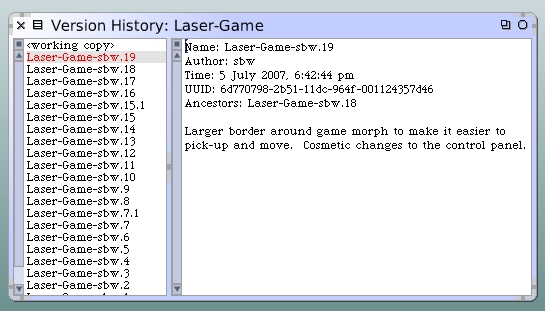 Version History: Laser-Game
<working copy>
Laser-Game-sbw.19
Laser-Game-sbw.18
Laser-Game-sbw.17
Laser-Game-sbw.16
Laser-Game-sbw.15.1
Laser-Game-sbw.15
Laser-Game-sbw.14
Laser-Game-sbw.13
Laser-Game-sbw.12
Laser-Game-sbw.11
Laser-Game-sbw.10
Laser-Game-sbw.9
Laser-Game-sbw.8
Laser-Game-sbw.7.1
Laser-Game-sbw.7
Laser-Game-sbw.6
Laser-Game-sbw.5
Laser-Game-sbw.4
Laser-Game-sbw.3
Laser-Game-sbw.2
Name: Laser-Game-sbw.19
Author: sbw
Time: 5 July 2007, 6:42:44 pm
UUID: 6d770798-2b51-11dc-964f-001124357d46
Ancestors: Laser-Game-sbw.18
Larger border around game morph to make it easier to
pick-up and move.  Cosmetic changes to the control panel.